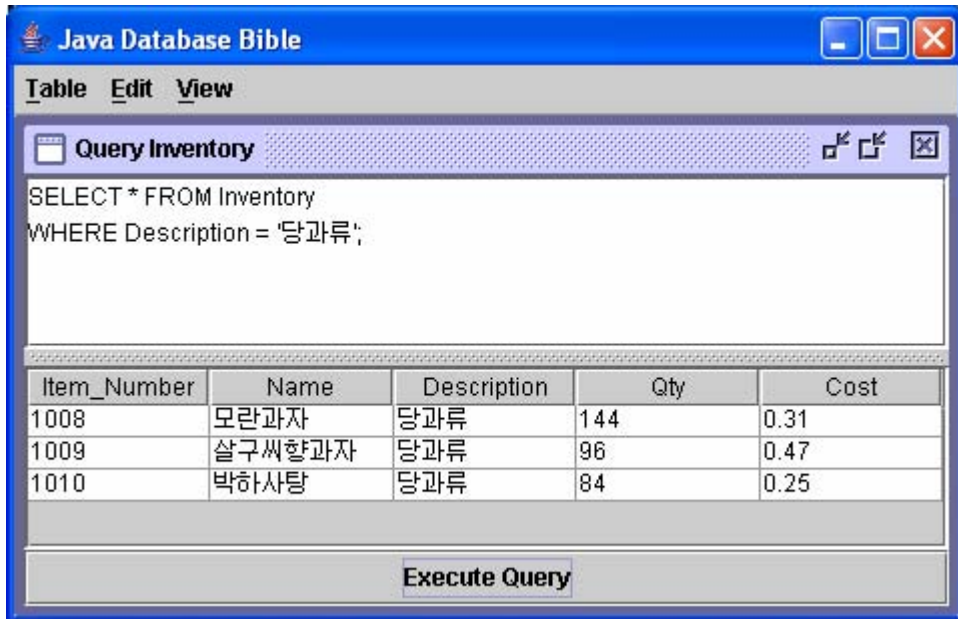 Java Database Bible
Table Edit View
Query Inventory
SELECT * FROM Inventory
WHERE Description = '당과류';
Item_Number Name Description Qty Cost
1008 모란과자 당과류 144 0.31
1009 살구씨향과자 당과류 96 0.47
1010 박하사탕 당과류 84 0.25
Execute Query